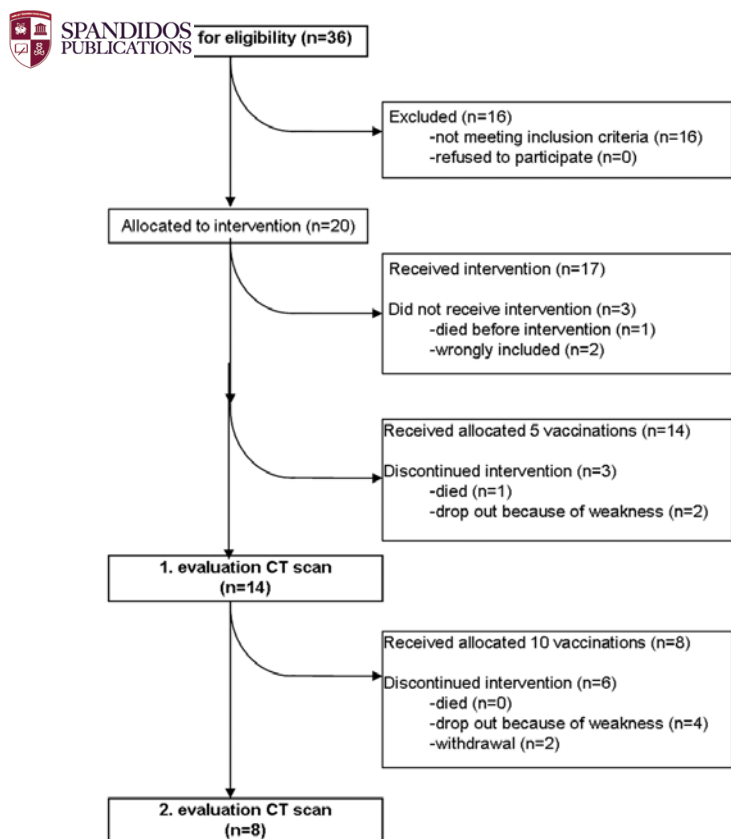 SPANDIDOS
PUBLICATIONS
for eligibility (n=36)
Excluded (n=16)
-not meeting inclusion criteria (n=16)
-refused to participate (n=0)
Allocated to intervention (n=20)
Received intervention (n=17)
Did not receive intervention (n=3)
-died before intervention (n=1)
-wrongly included (n=2)
Received allocated 5 vaccinations (n=14)
Discontinued intervention (n=3)
-died (n=1)
-drop out because of weakness (n=2)
1. evaluation CT scan
(n=14)
Received allocated 10 vaccinations (n=8)
Discontinued intervention (n=6)
-died (n=0)
-drop out because of weakness (n=4)
-withdrawal (n=2)
2. evaluation CT scan
(n=8)